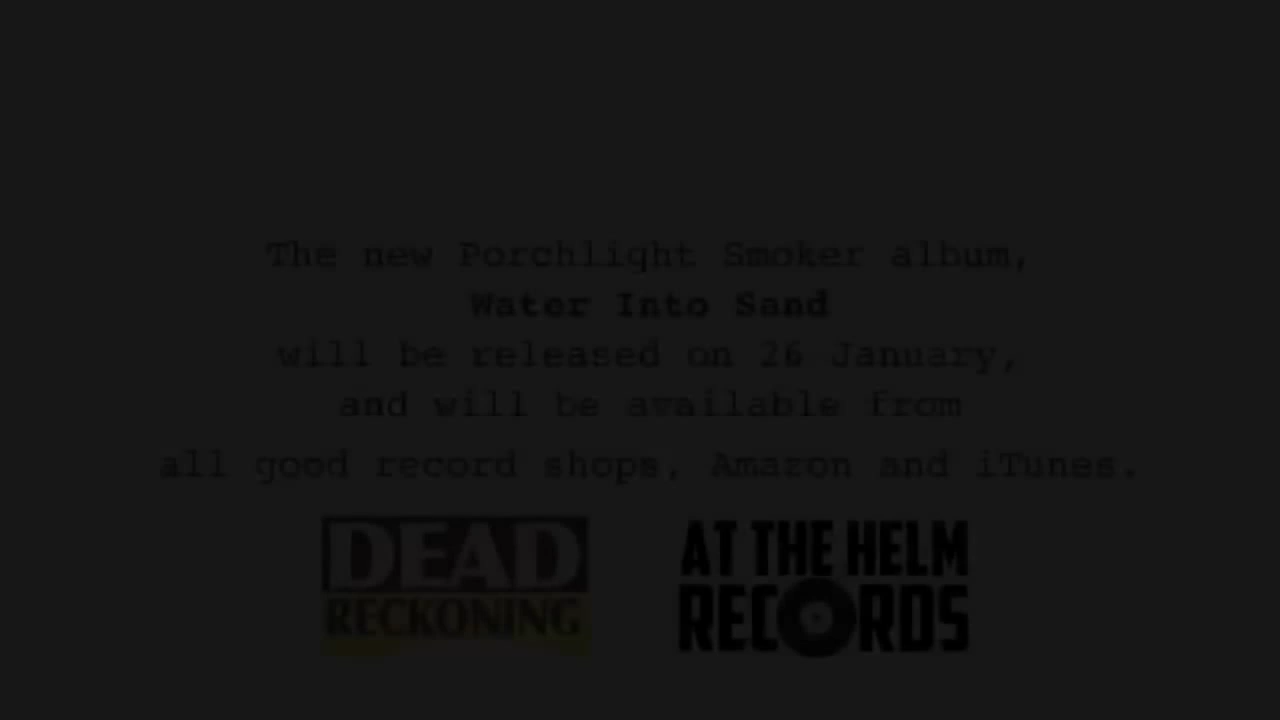 The new Porchlight Smoker album,
Water Into Sand
will be released on 26 January,
and will be available from
all good record shops, Amazon and iTunes.
DEAD
RECKONING
AT THE HELM
RECORDS